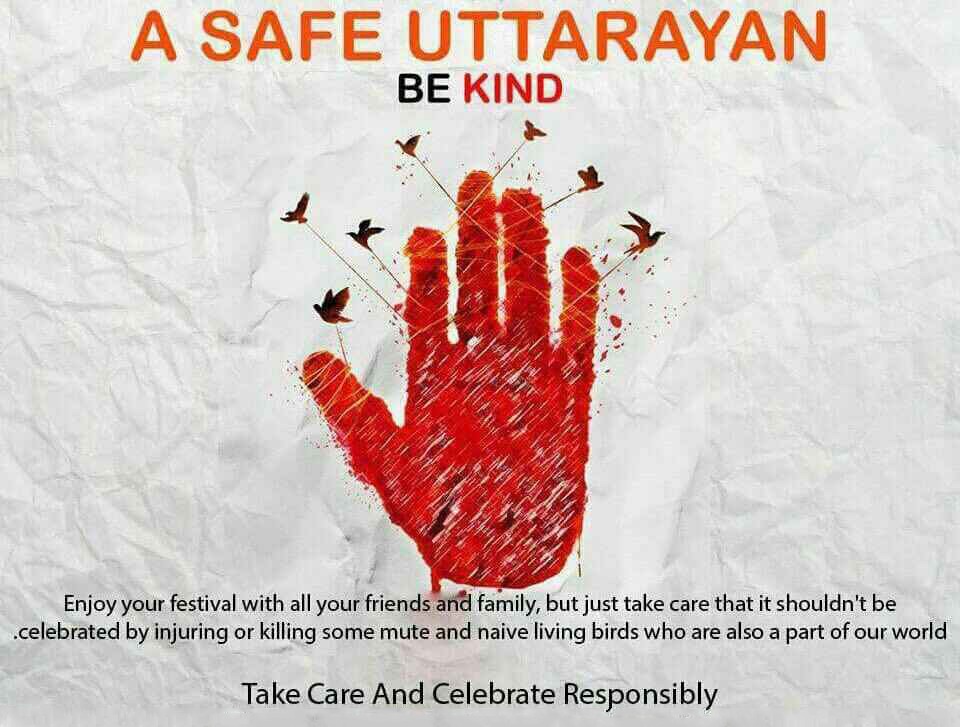 A SAFE UTTARAYAN
BE KIND
Enjoy your festival with all your friends and family, but just take care that it shouldn't be
.celebrated by injuring or killing some mute and naive living birds who are also a part of our world
Take Care And Celebrate Responsibly